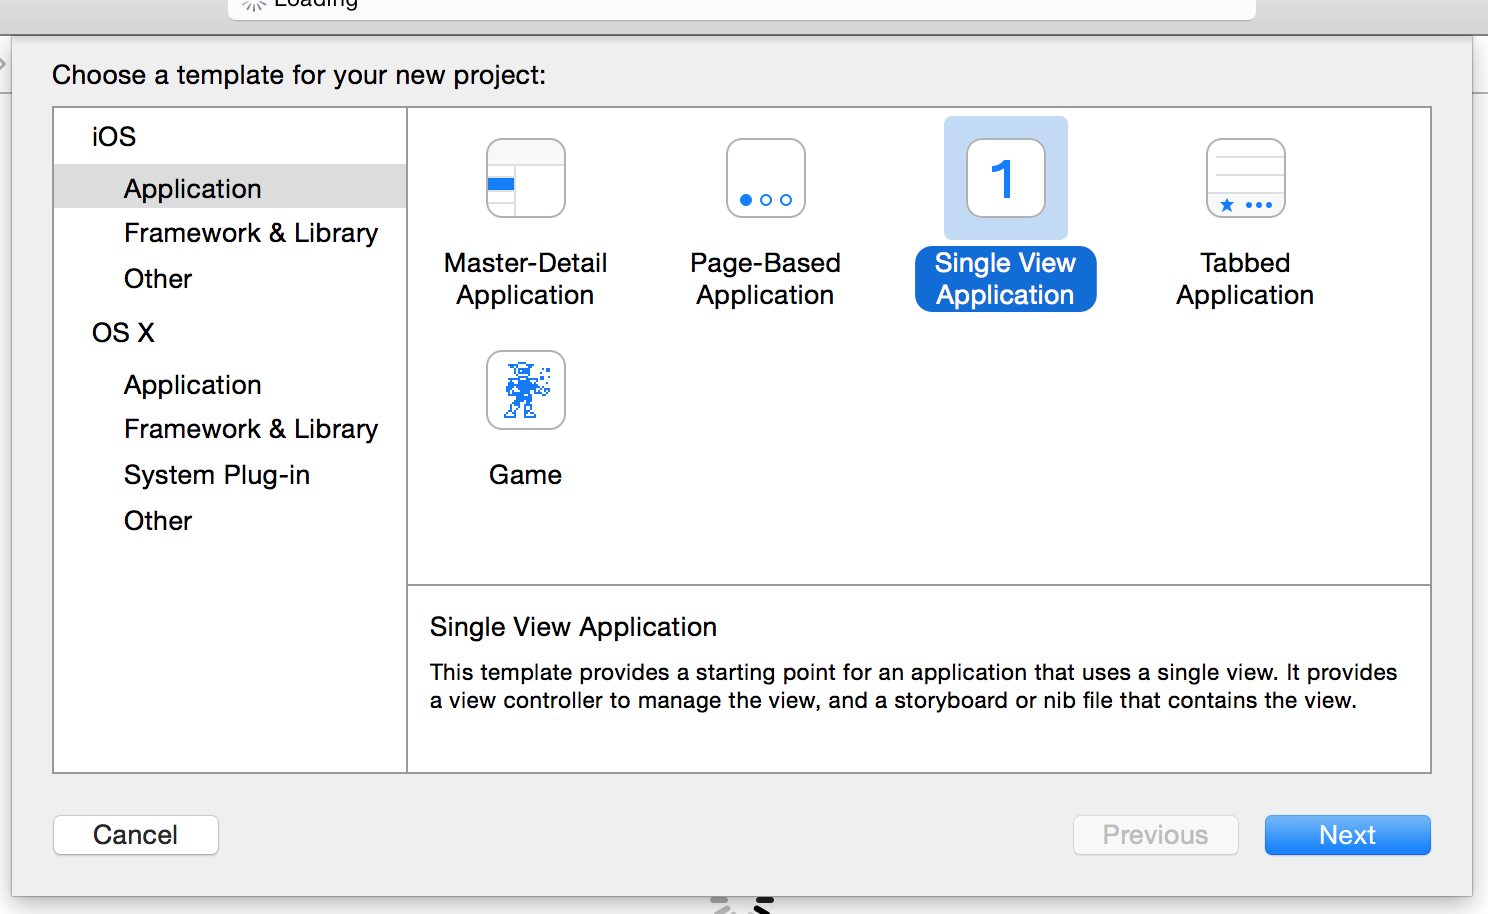 Loading
Choose a template for your new project:
iOS
Application
Framework & Library
Other
OS X
Application
Framework & Library
System Plug-in
Other
Master-Detail
Application
Page-Based
Application
1
Single View
Application
Tabbed
Application
Game
Single View Application
This template provides a starting point for an application that uses a single view. It provides
a view controller to manage the view, and a storyboard or nib file that contains the view.
Cancel
Previous
Next